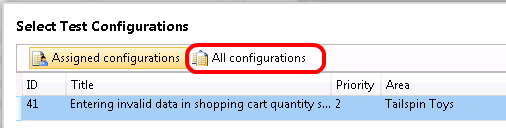 Select Test Configurations
Assigned configurations All configurations
ID Title Priority Area
41 Entering invalid data in shopping cart quantity s... 2 Tailspin Toys